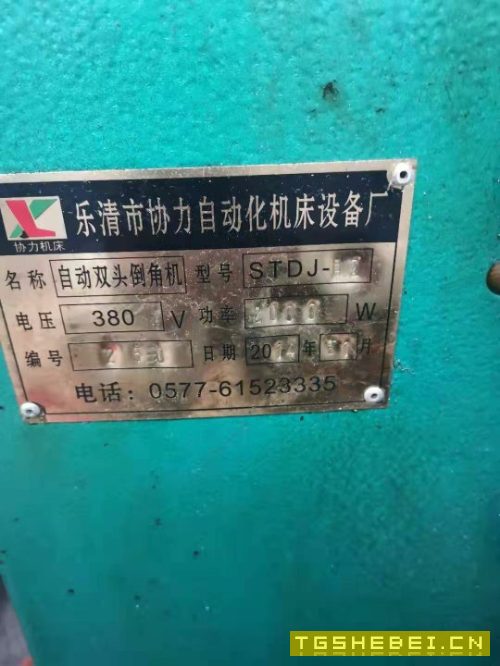 乐清市协力自动化机床设备厂
协力机床
名称 自动双头倒角机 型号 STDJ-
电压 380 V 功率 2000 W
编号 日期 20 年 月
电话：0577-61523335
TGSHEBEI.CN